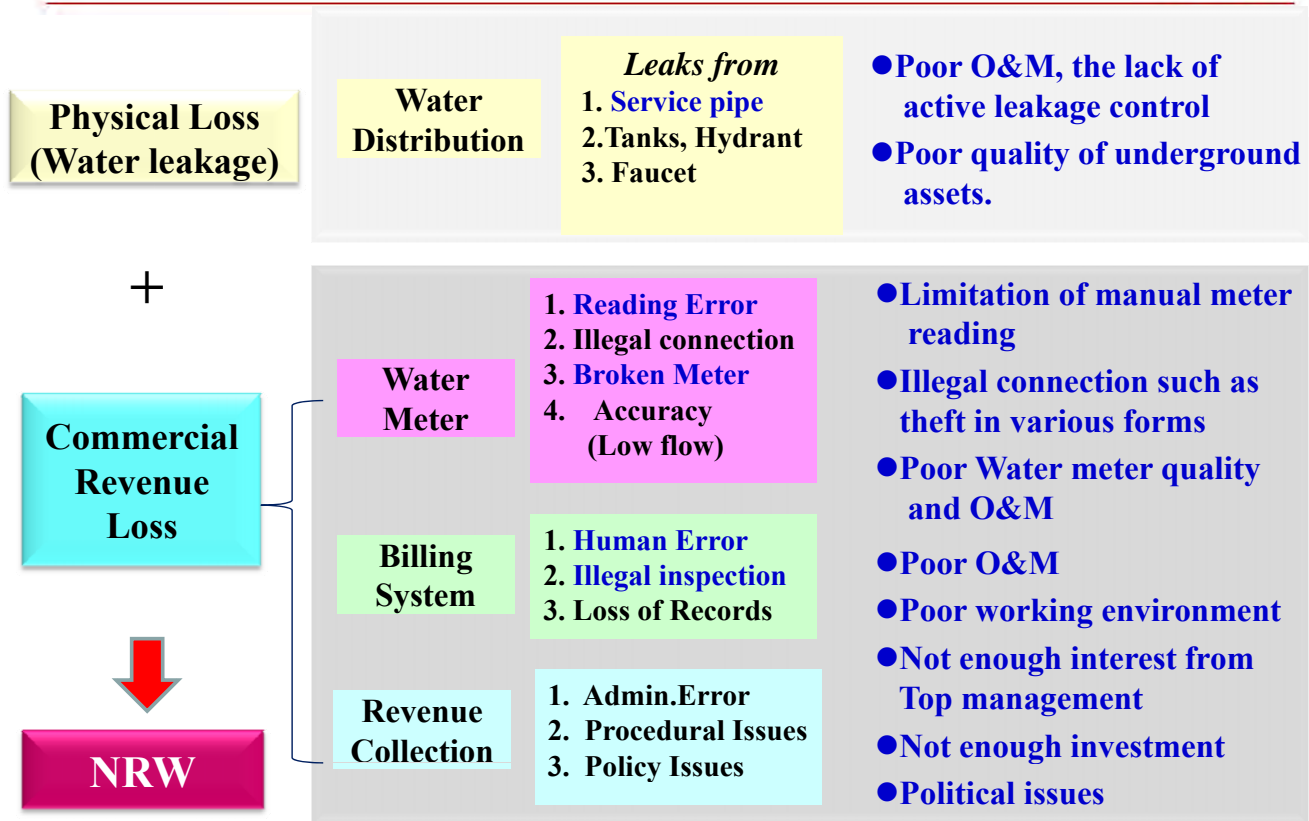 Physical Loss
(Water leakage)
Water
Distribution
Leaks from
1. Service pipe
2.Tanks, Hydrant
3. Faucet
●Poor O&M, the lack of
active leakage control
●Poor quality of underground
assets.
+
Commercial
Revenue
Loss
Water
Meter
1. Reading Error
2. Illegal connection
3. Broken Meter
4. Accuracy
(Low flow)
Billing
System
1. Human Error
2. Illegal inspection
3. Loss of Records
Revenue
Collection
1. Admin.Error
2. Procedural Issues
3. Policy Issues
●Limitation of manual meter
reading
●Illegal connection such as
theft in various forms
●Poor Water meter quality
and O&M
●Poor O&M
●Poor working environment
●Not enough interest from
Top management
●Not enough investment
●Political issues
NRW